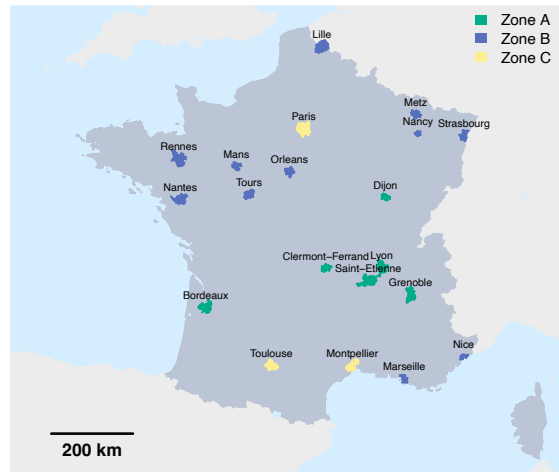 Zone A
Zone B
Zone C
Lille
Metz
Paris
Nancy
Strasbourg
Rennes
Mans
Orleans
Nantes
Tours
Dijon
Clermont−Ferrand
Lyon
Saint−Etienne
Grenoble
Bordeaux
Nice
Toulouse
Montpellier
Marseille
200 km